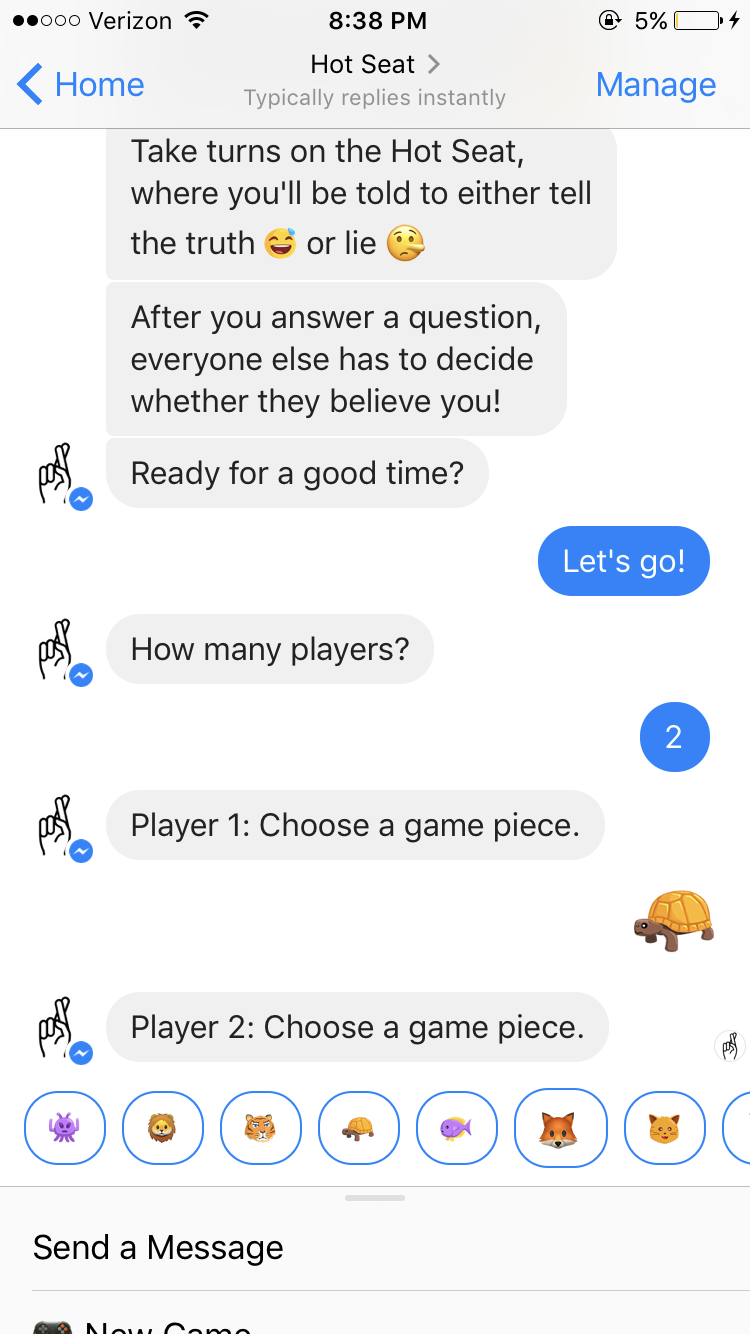 Verizon 8:38 PM 5%
Home Hot Seat Manage
Typically replies instantly
Take turns on the Hot Seat,
where you'll be told to either tell
the truth 😅 or lie 🤥
After you answer a question,
everyone else has to decide
whether they believe you!
Ready for a good time?
Let's go!
How many players?
2
Player 1: Choose a game piece.
Player 2: Choose a game piece.
Send a Message
New Game